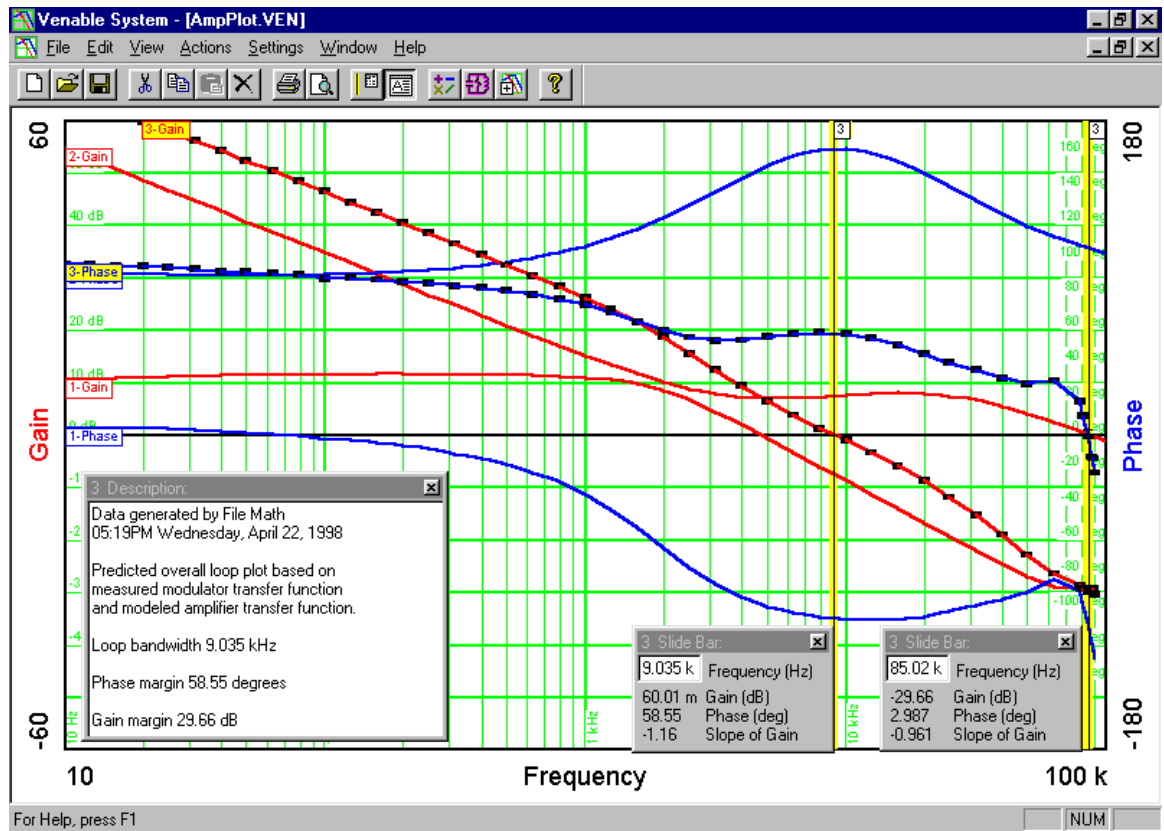 Venable System - [AmpPlot.VEN]
File Edit View Actions Settings Window Help
60
180
3-Gain
3
3
2-Gain
160
140
40 dB
120
100
3-Phase
80
20 dB
60
40
10 dB
1-Gain
20
0 dB
0
1-Phase
Gain
Phase
-1
-20
-2
-40
-3
-60
-4
-80
-100
3 Description:
Data generated by File Math
05:19PM Wednesday, April 22, 1998
Predicted overall loop plot based on
measured modulator transfer function
and modeled amplifier transfer function.
Loop bandwidth 9.035 kHz
Phase margin 58.55 degrees
Gain margin 29.66 dB
3 Slide Bar:
9.035 k Frequency (Hz)
60.01 m Gain (dB)
58.55 Phase (deg)
-1.16 Slope of Gain
3 Slide Bar:
85.02 k Frequency (Hz)
-29.66 Gain (dB)
2.987 Phase (deg)
-0.961 Slope of Gain
-60
10 Hz
1 kHz
10 kHz
-180
10
Frequency
100 k
For Help, press F1
NUM